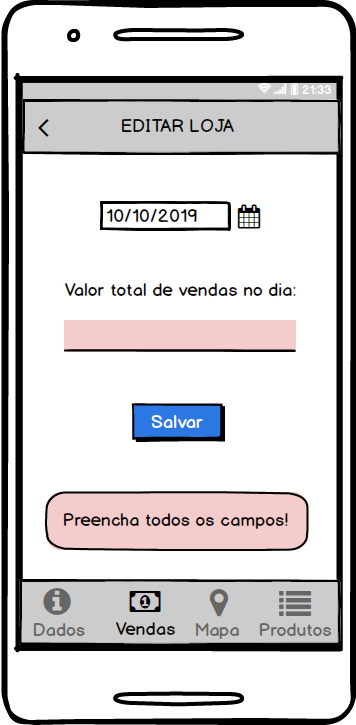 21:33
EDITAR LOJA
10/10/2019
Valor total de vendas no dia:
Salvar
Preencha todos os campos!
1
Dados Vendas Mapa Produtos